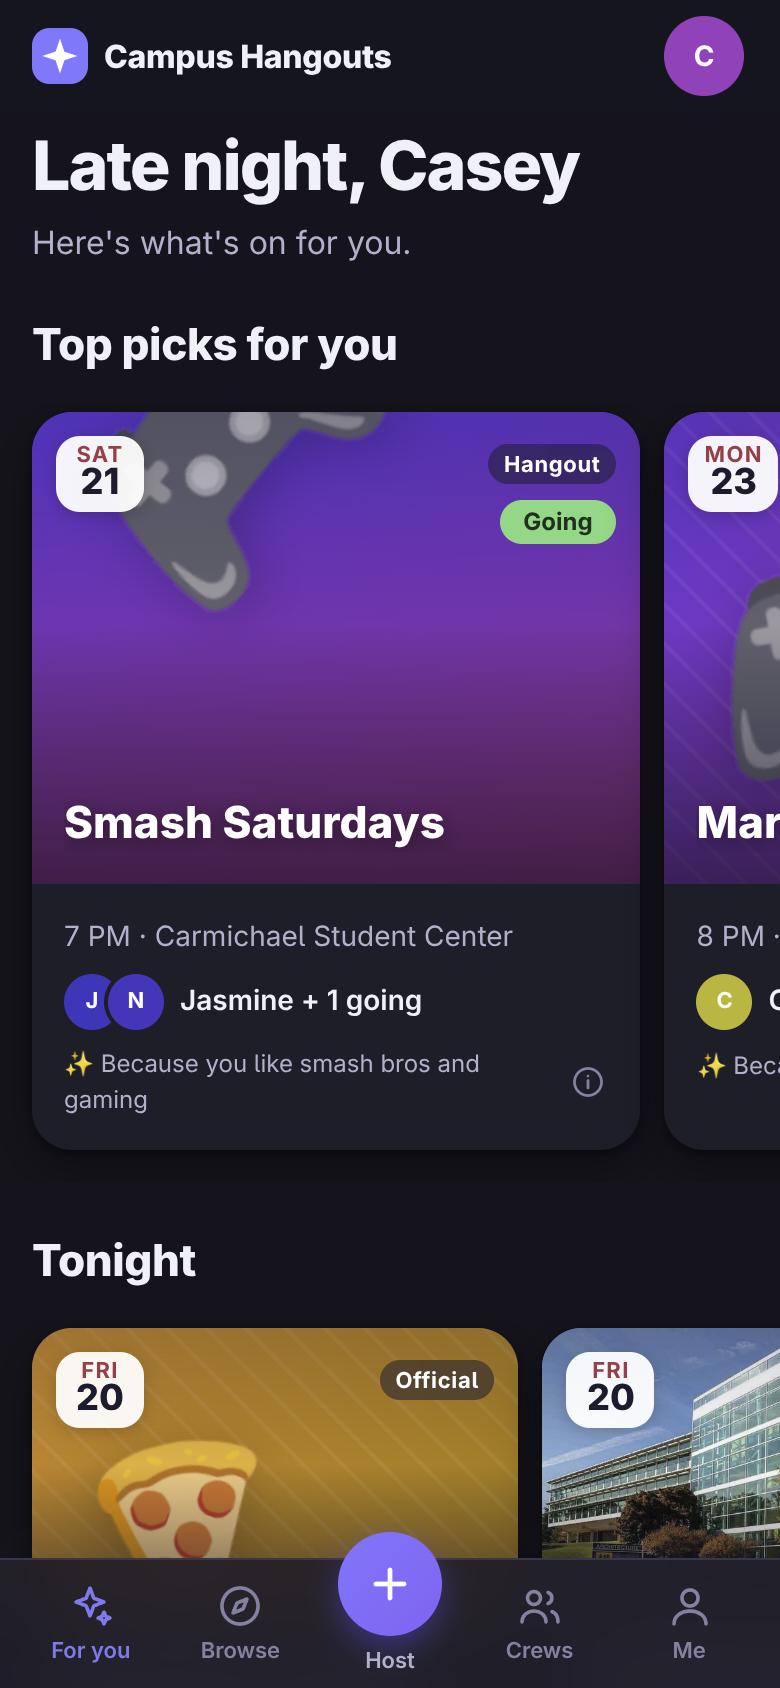 Campus Hangouts
C
Late night, Casey
Here's what's on for you.
Top picks for you
SAT
21
Hangout
Going
Smash Saturdays
7 PM · Carmichael Student Center
J
N
Jasmine + 1 going
✨ Because you like smash bros and
gaming
MON
23
Mar
8 PM ·
C
✨ Beca
Tonight
FRI
20
Official
FRI
20
ARCHITECTURE
For you
Browse
Host
Crews
Me